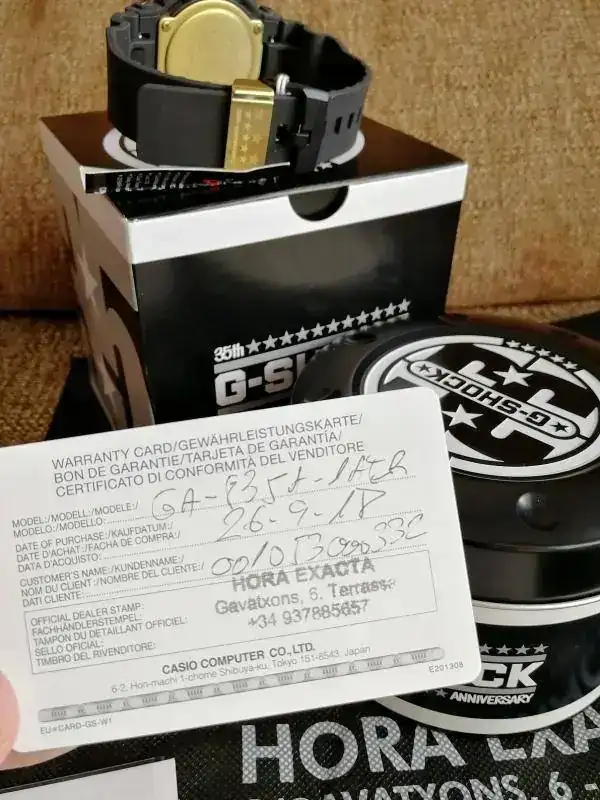 35th
G-SH
G-SHOCK
WARRANTY CARD/GEWÄHRLEISTUNGSKARTE/
BON DE GARANTIE/TARJETA DE GARANTÍA/
CERTIFICATO DI CONFORMITÀ DEL VENDITORE
MODEL:/MODELL:/MODELE:/
MODELO:/MODELLO:
GA-835A-1A
DATE OF PURCHASE:/KAUFDATUM:/
DATE D'ACHAT:/FACHA DE COMPRA:/
DATA D'ACQUISTO:
26-9-18
CUSTOMER'S NAME:/KUNDENNAME:/
NOM DU CLIENT:/NOMBRE DEL CLIENTE:/
DATI CLIENTE:
OFFICIAL DEALER STAMP:
FACHHÄNDLERSTEMPEL:
TAMPON DU DETAILLANT OFFICIEL:
SELLO OFICIAL:
TIMBRO DEL RIVENDITORE:
HORA EXACTA
Gavatxons, 6. Terrassa
+34 937885657
CASIO COMPUTER CO., LTD.
6-2, Hon-machi 1-chome Shibuya-ku, Tokyo 151-8543, Japan
EU※CARD-GS-W1
E201308
CK
ANNIVERSARY
HORA EXA
GAVATXONS, 6 -